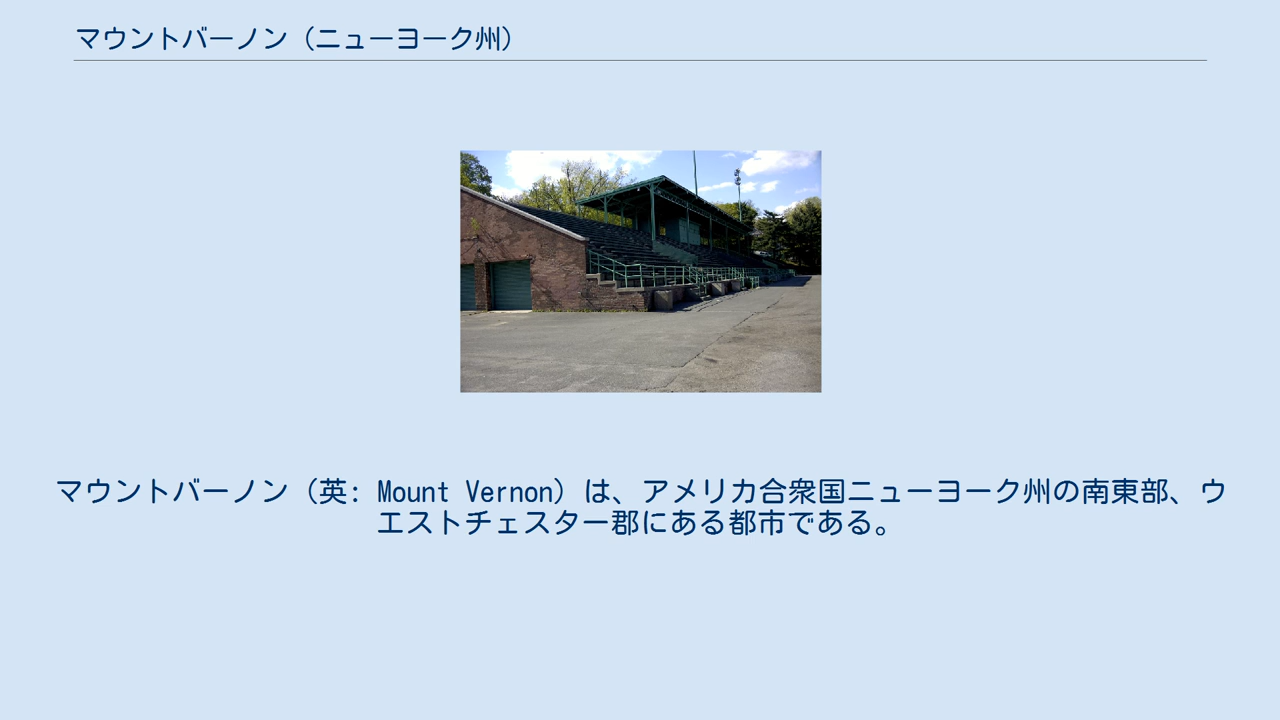 マウントバーノン（ニューヨーク州）
マウントバーノン（英: Mount Vernon）は、アメリカ合衆国ニューヨーク州の南東部、ウ
エストチェスター郡にある都市である。